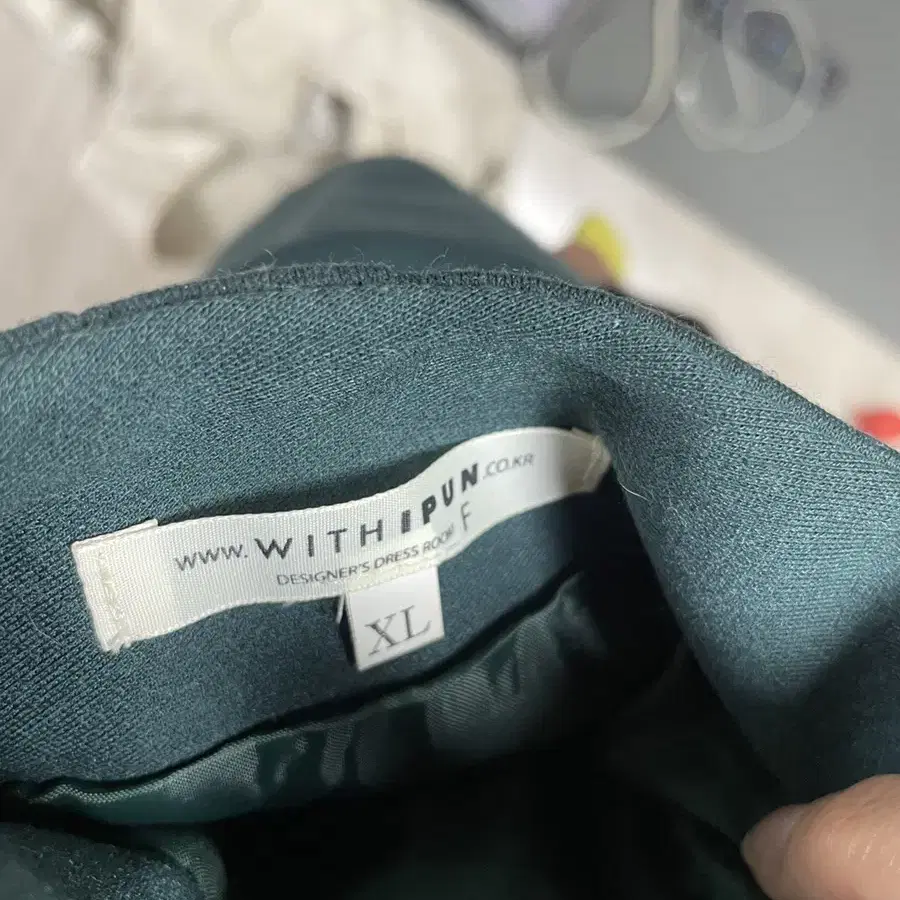 WWW.WITHIPUN.CO.KR
DESIGNER'S DRESS ROOM F
XL